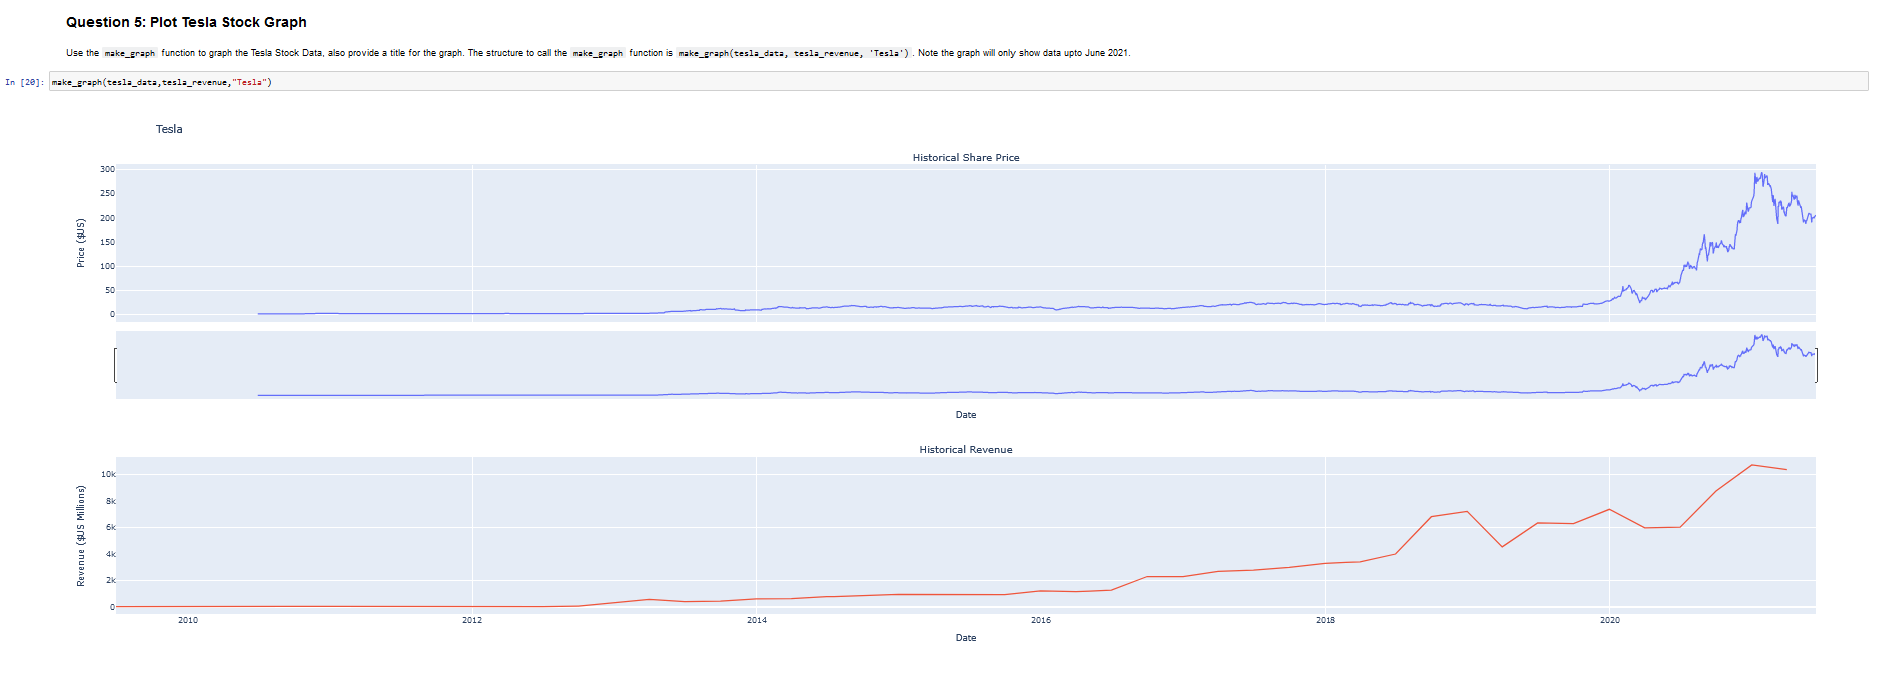 Question 5: Plot Tesla Stock Graph
Use the make_graph function to graph the Tesla Stock Data, also provide a title for the graph. The structure to call the make_graph function is make_graph(tesla_data, tesla_revenue, 'Tesla') . Note the graph will only show data upto June 2021.
In [20]: make_graph(tesla_data,tesla_revenue,"Tesla")
Tesla
Historical Share Price
300
250
200
150
100
50
0
Price ($US)
Date
Historical Revenue
10k
8k
6k
4k
2k
0
Revenue ($US Millions)
2010 2012 2014 2016 2018 2020
Date